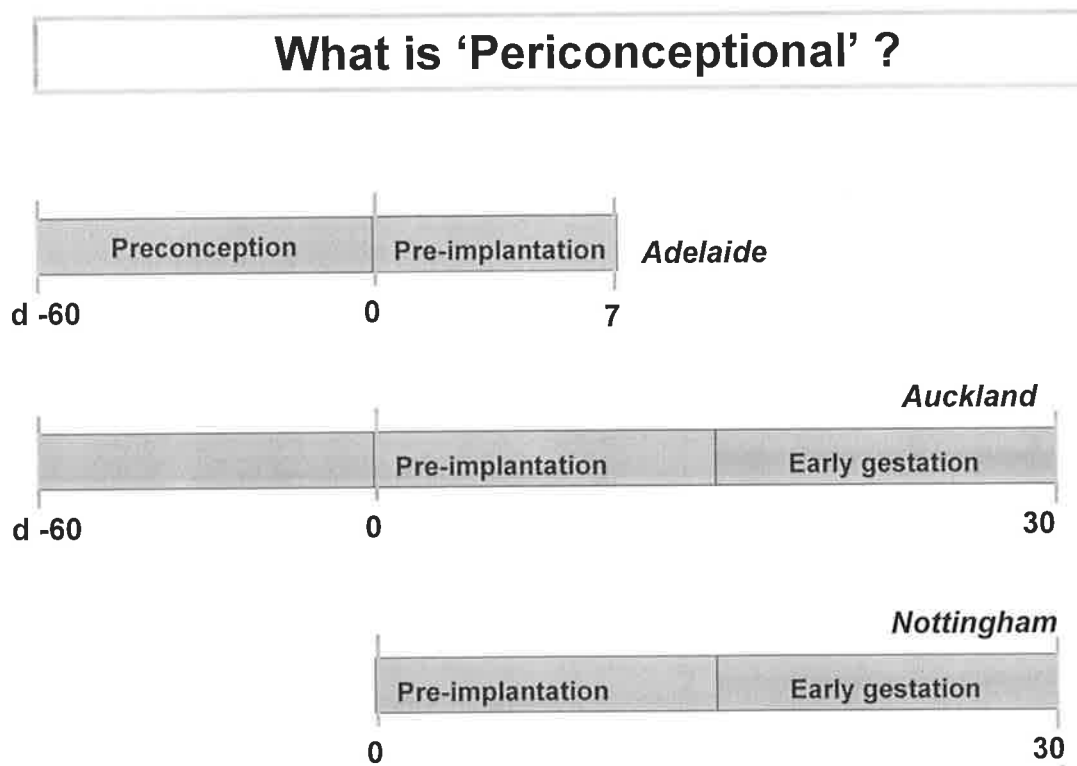 What is ‘Periconceptional’ ?
Preconception Pre-implantation Adelaide
d -60 0 7
Auckland
Pre-implantation Early gestation
d -60 0 30
Nottingham
Pre-implantation Early gestation
0 30